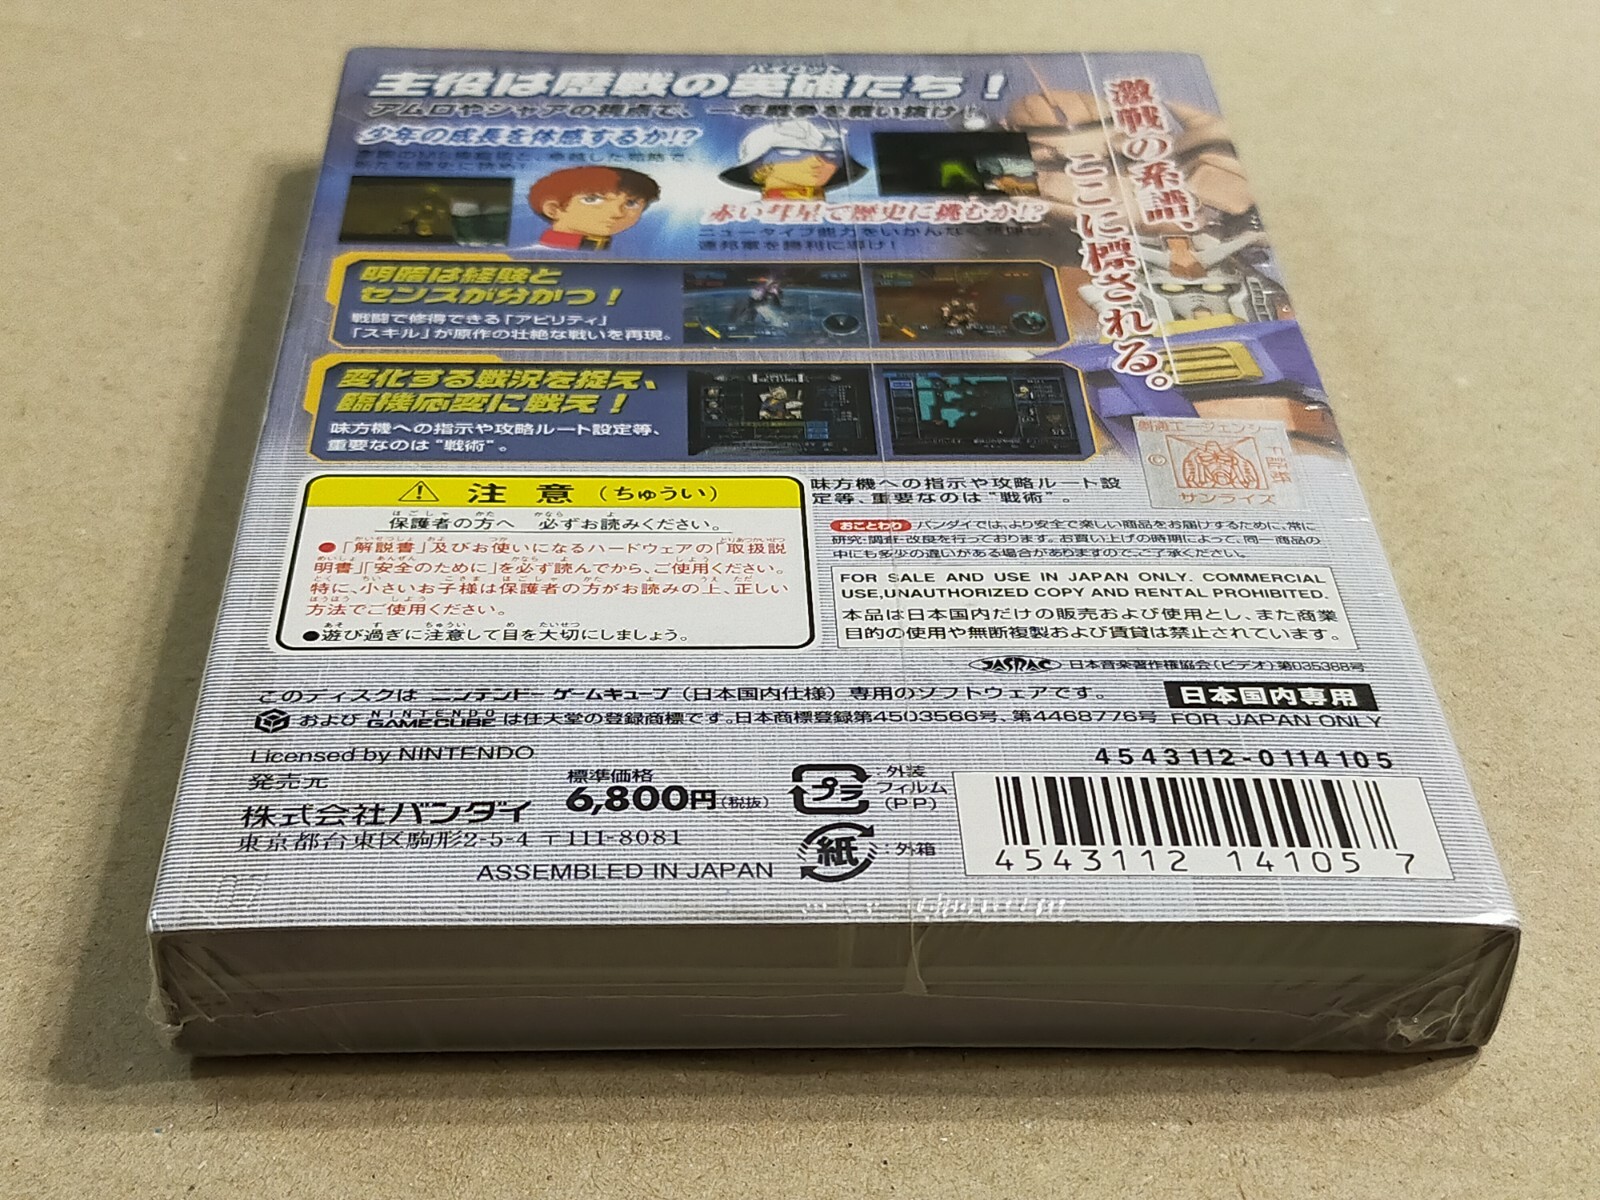 パイロット
主役は歴戦の英雄たち！
アムロやシャアの視点で、一年戦争を戦い抜け！
少年の成長を体感するか!?
赤い彗星で歴史に挑むか!?
ニュータイプ能力をいかんなく発揮し
連邦軍を勝利に導け！
激戦の系譜、
ここに標される。
明暗は経験と
センスが分かつ！
戦闘で修得できる「アビリティ」
「スキル」が原作の壮絶な戦いを再現。
変化する戦況を捉え、
臨機応変に戦え！
味方機への指示や攻略ルート設定等、
重要なのは“戦術”。
創通エージェンシー
©
サンライズ
注意（ちゅうい）
保護者の方へ 必ずお読みください。
●「解説書」及びお使いになるハードウェアの「取扱説
明書」「安全のために」を必ず読んでから、ご使用ください。
特に、小さいお子様は保護者の方がお読みの上、正しい
方法でご使用ください。
●遊び過ぎに注意して目を大切にしましょう。
味方機への指示や攻略ルート設
定等、重要なのは“戦術”。
おことわり バンダイでは、より安全で楽しい商品をお届けするために、常に
研究・調査・改良を行っております。お買い上げの時期によって、同一商品の
中にも多少の違いがある場合がありますので、ご了承ください。
FOR SALE AND USE IN JAPAN ONLY. COMMERCIAL
USE,UNAUTHORIZED COPY AND RENTAL PROHIBITED.
本品は日本国内だけの販売および使用とし、また商業
目的の使用や無断複製および賃貸は禁止されています。
JASRAC 日本音楽著作権協会（ビデオ）第035388号
このディスクは ニンテンドーゲームキューブ（日本国内仕様）専用のソフトウェアです。
日本国内専用
および NINTENDO GAMECUBE は任天堂の登録商標です。日本商標登録第4503566号、第4468776号
FOR JAPAN ONLY
Licensed by NINTENDO
発売元
株式会社バンダイ
東京都台東区駒形2-5-4 〒111-8081
標準価格
6,800円（税抜）
ASSEMBLED IN JAPAN
プラ：外装
フィルム
(PP)
紙：外箱
4543112-0114105
4543112 14105 7